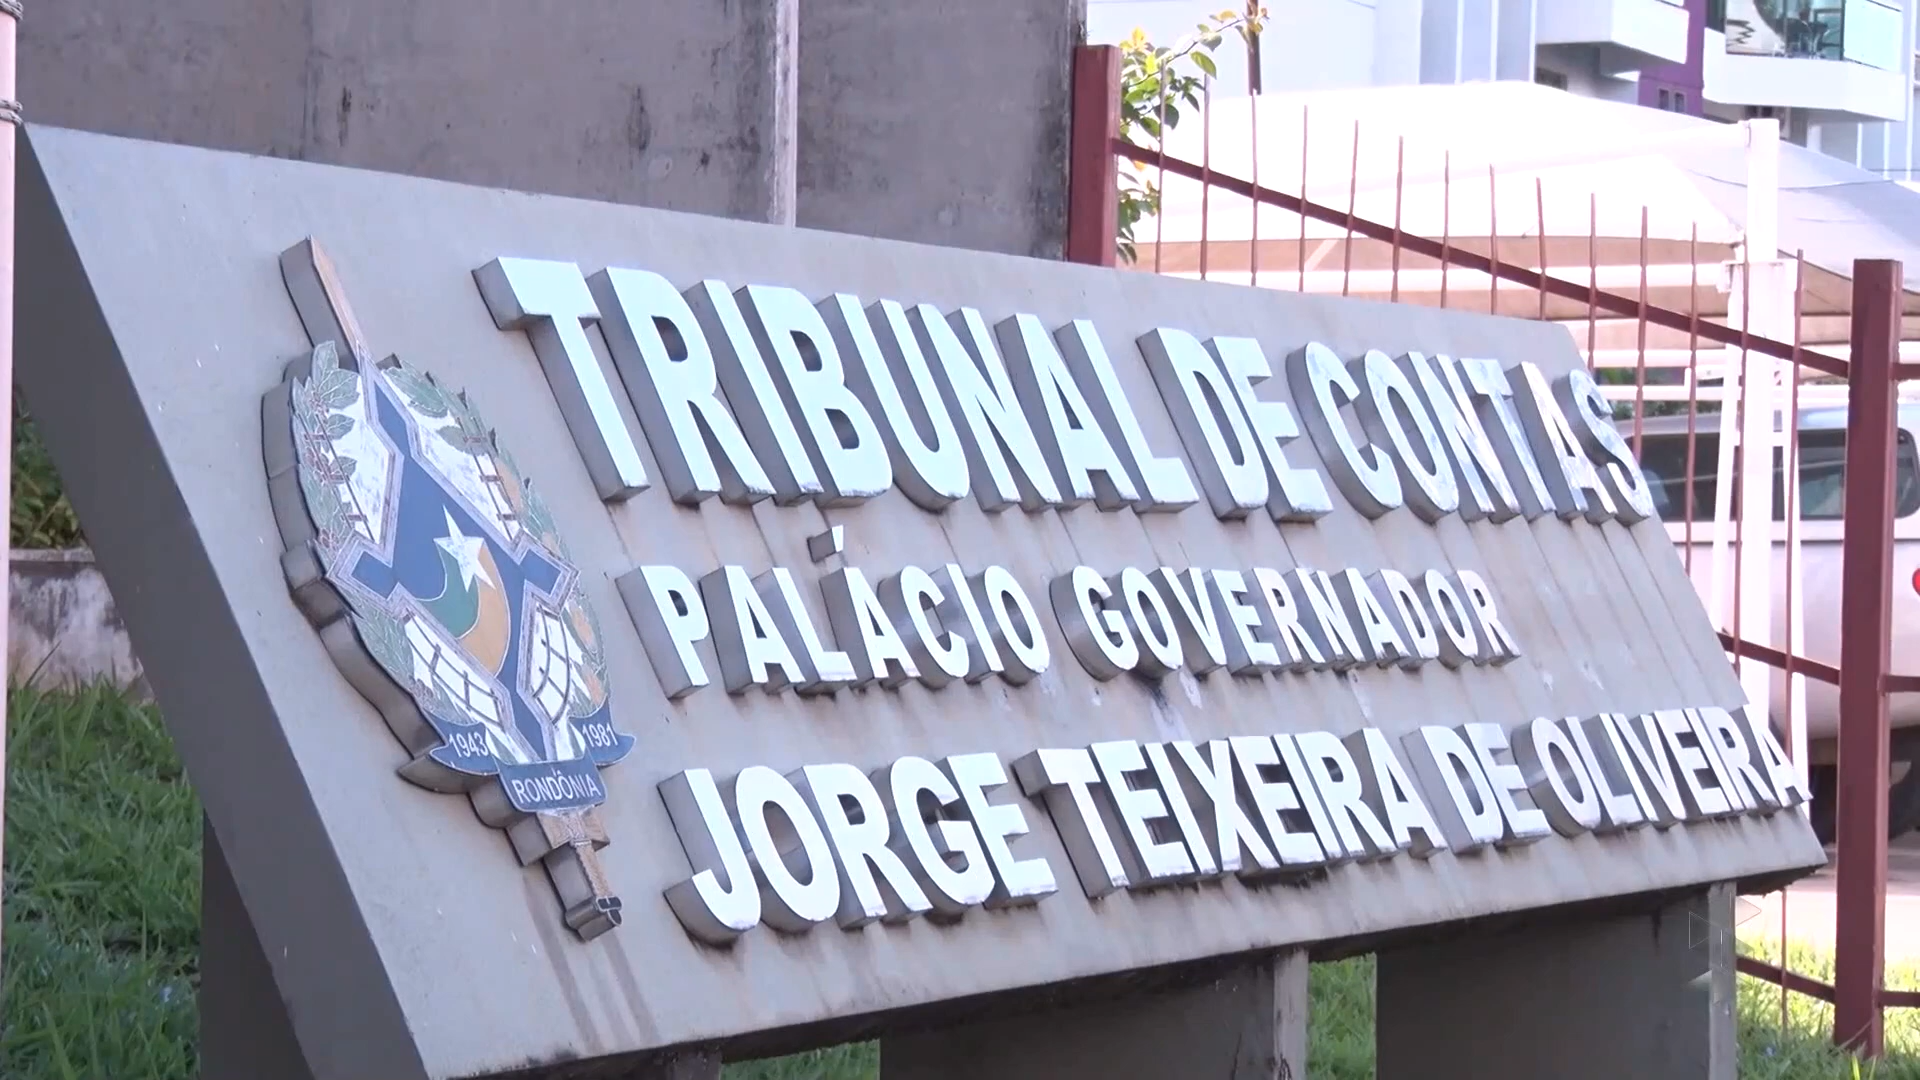 TRIBUNAL DE CONTAS
PALÁCIO GOVERNADOR
JORGE TEIXEIRA DE OLIVEIRA
1943 1981
RONDÔNIA